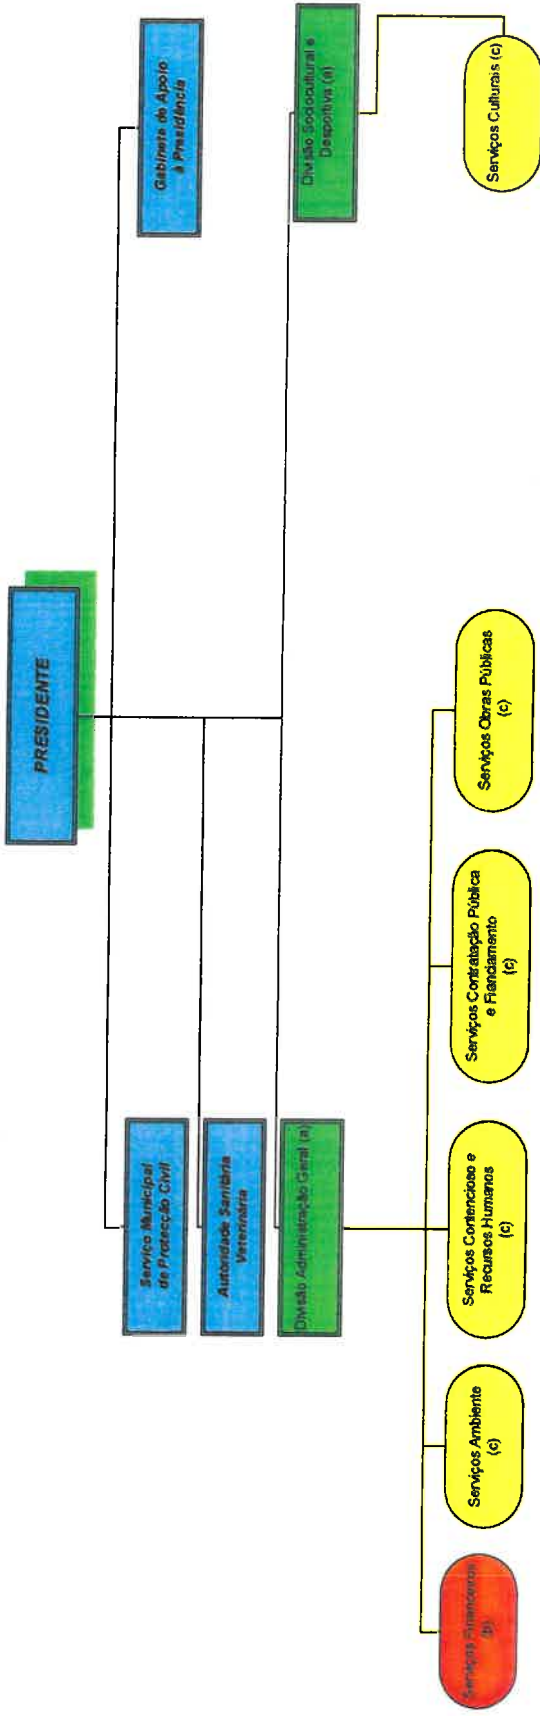 PRESIDENTE
Gabinete de Apoio
à Presidência
Serviço Municipal
de Protecção Civil
Autoridade Sanitária
Veterinária
Divisão Administração Geral (a)
Divisão Sociocultural e
Desportiva (a)
Serviços Financeiros
(b)
Serviços Ambiente
(c)
Serviços Contencioso e
Recursos Humanos
(c)
Serviços Contratação Pública
e Fianciamento
(c)
Serviços Obras Públicas
(c)
Serviços Culturais (c)